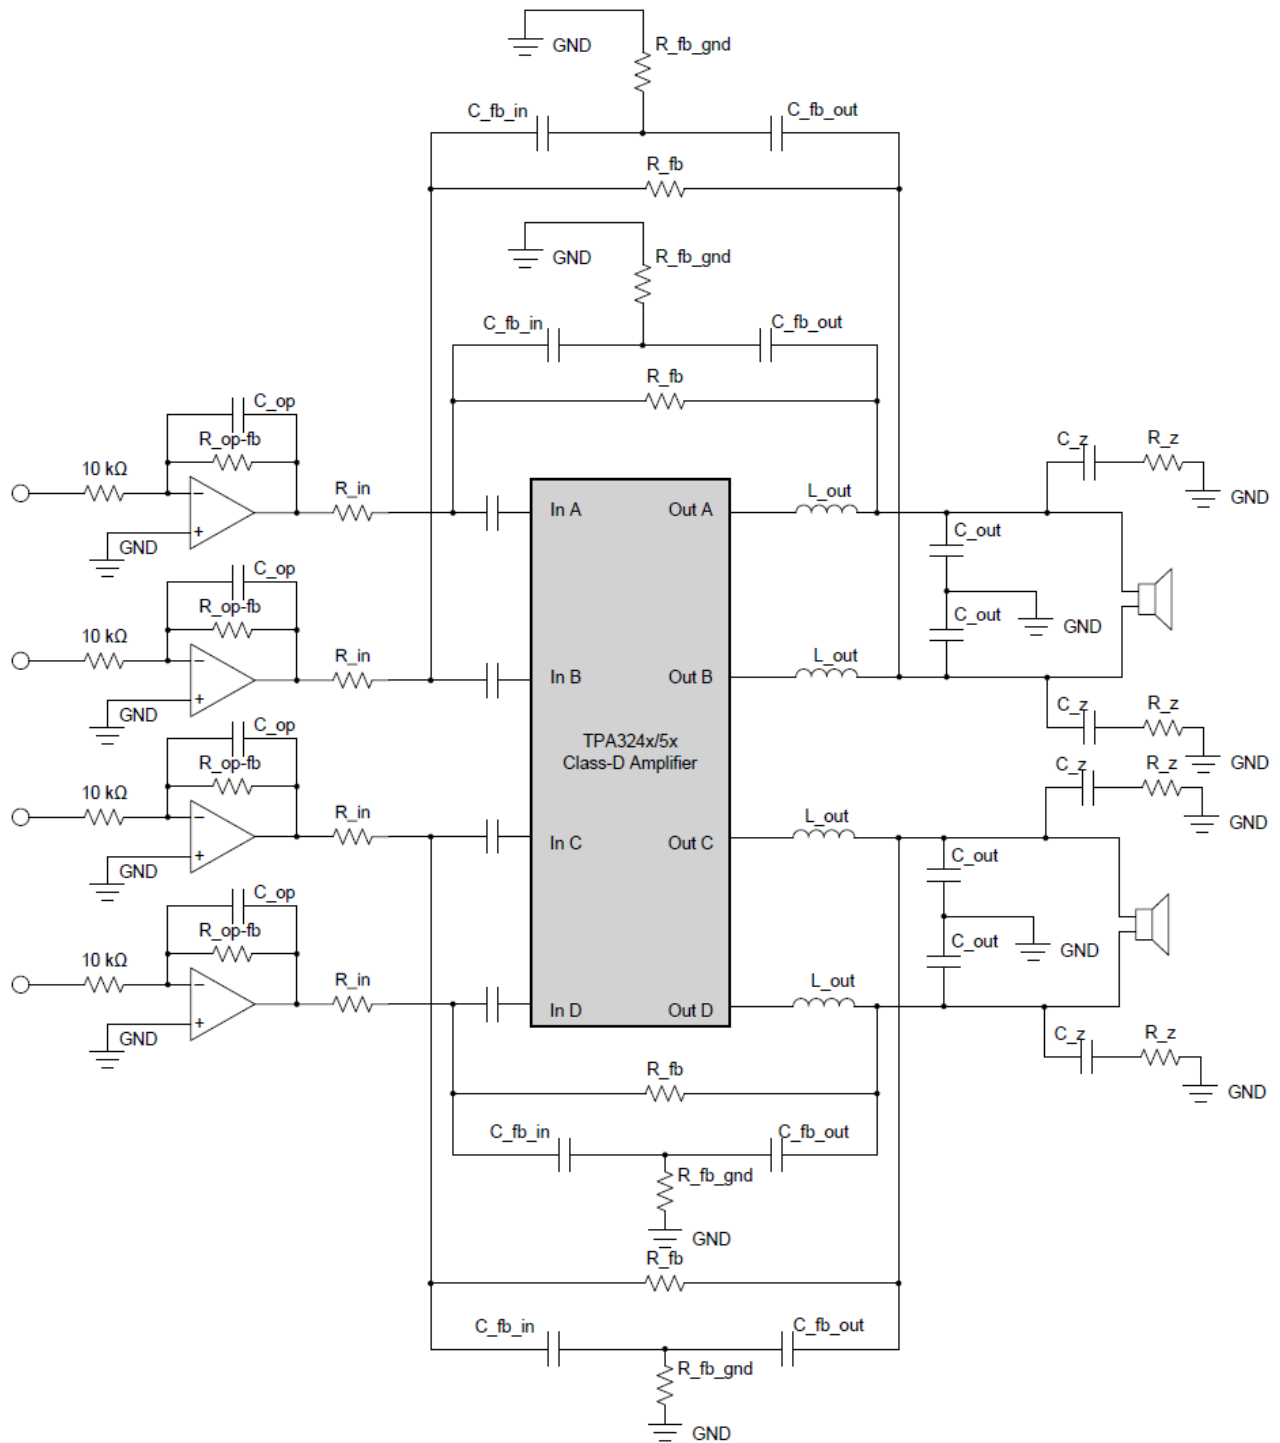 GND
R_fb_gnd
C_fb_in
C_fb_out
R_fb
GND
R_fb_gnd
C_fb_in
C_fb_out
R_fb
C_op
R_op-fb
10 kΩ
−
+
GND
R_in
In A
Out A
L_out
C_z
R_z
GND
C_out
C_out
GND
C_op
R_op-fb
10 kΩ
−
+
GND
R_in
In B
Out B
L_out
C_z
R_z
GND
TPA324x/5x
Class-D Amplifier
C_op
R_op-fb
10 kΩ
−
+
GND
R_in
In C
Out C
L_out
C_z
R_z
GND
C_out
C_out
GND
C_op
R_op-fb
10 kΩ
−
+
GND
R_in
In D
Out D
L_out
C_z
R_z
GND
R_fb
C_fb_in
C_fb_out
R_fb_gnd
GND
R_fb
C_fb_in
C_fb_out
R_fb_gnd
GND